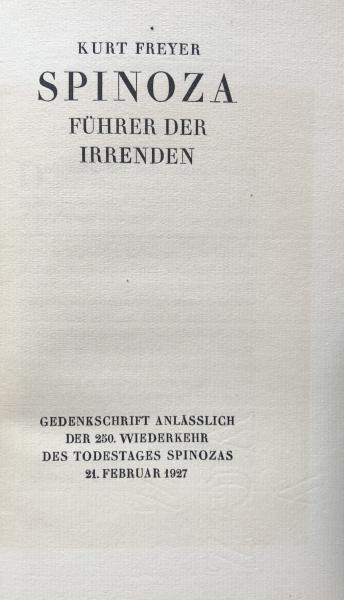 KURT FREYER
SPINOZA
FÜHRER DER
IRRENDEN
GEDENKSCHRIFT ANLÄSSLICH
DER 250. WIEDERKEHR
DES TODESTAGES SPINOZAS
21. FEBRUAR 1927